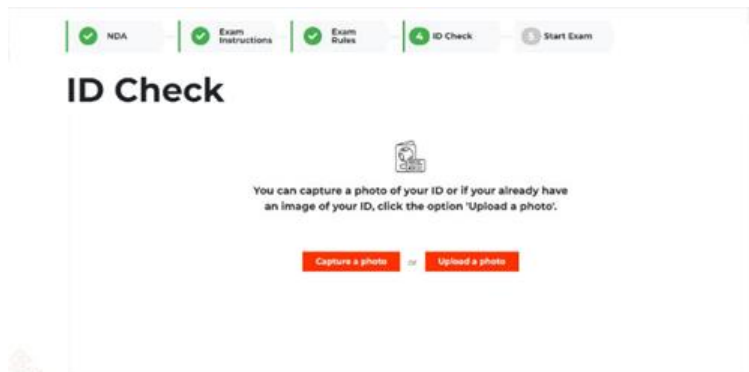 NDA
Exam
Instructions
Exam
Rules
4 ID Check
5 Start Exam
ID Check
You can capture a photo of your ID or if your already have
an image of your ID, click the option 'Upload a photo'.
Capture a photo or Upload a photo